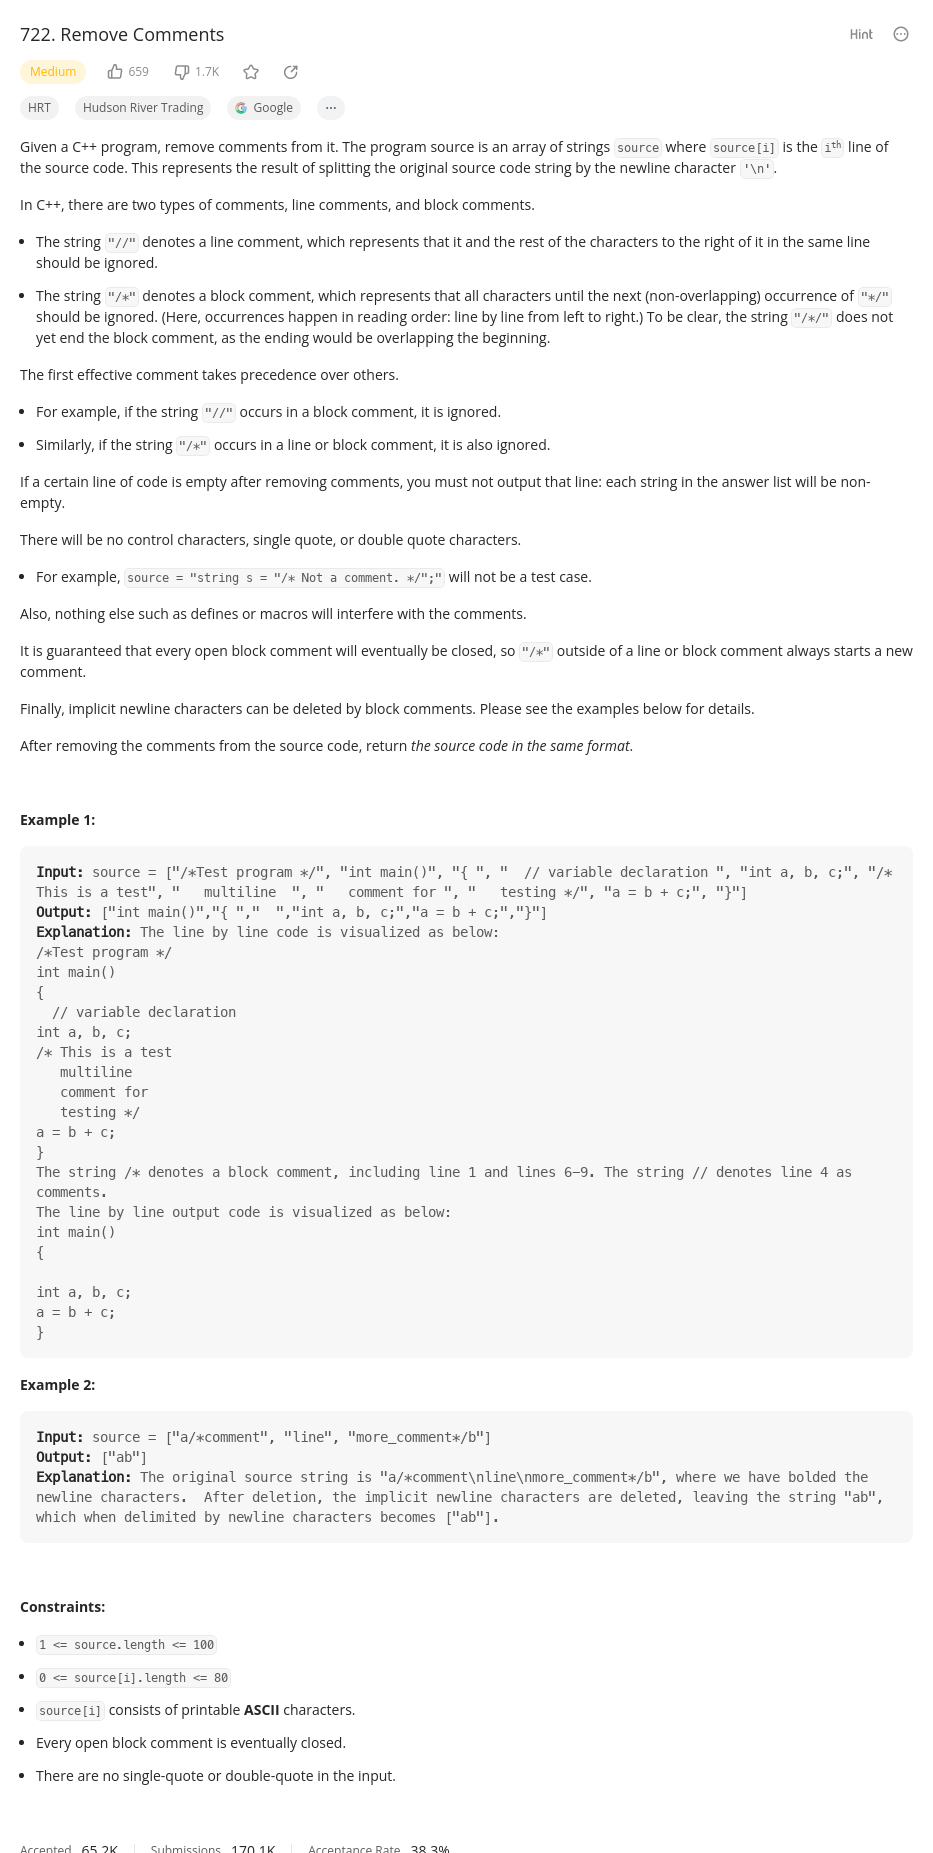 722. Remove Comments
Hint
Medium
659
1.7K
HRT
Hudson River Trading
Google
Given a C++ program, remove comments from it. The program source is an array of strings source where source[i] is the ith line of
the source code. This represents the result of splitting the original source code string by the newline character '\n'.
In C++, there are two types of comments, line comments, and block comments.
• The string "//" denotes a line comment, which represents that it and the rest of the characters to the right of it in the same line
should be ignored.
• The string "/*" denotes a block comment, which represents that all characters until the next (non-overlapping) occurrence of "*/"
should be ignored. (Here, occurrences happen in reading order: line by line from left to right.) To be clear, the string "/*/" does not
yet end the block comment, as the ending would be overlapping the beginning.
The first effective comment takes precedence over others.
• For example, if the string "//" occurs in a block comment, it is ignored.
• Similarly, if the string "/*" occurs in a line or block comment, it is also ignored.
If a certain line of code is empty after removing comments, you must not output that line: each string in the answer list will be non-
empty.
There will be no control characters, single quote, or double quote characters.
• For example, source = "string s = "/* Not a comment. */";" will not be a test case.
Also, nothing else such as defines or macros will interfere with the comments.
It is guaranteed that every open block comment will eventually be closed, so "/*" outside of a line or block comment always starts a new
comment.
Finally, implicit newline characters can be deleted by block comments. Please see the examples below for details.
After removing the comments from the source code, return the source code in the same format.
Example 1:
Input: source = ["/*Test program */", "int main()", "{ ", "  // variable declaration ", "int a, b, c;", "/*
This is a test", "   multiline  ", "   comment for ", "   testing */", "a = b + c;", "}"]
Output: ["int main()","{ ","  ","int a, b, c;","a = b + c;","}"]
Explanation: The line by line code is visualized as below:
/*Test program */
int main()
{
  // variable declaration
int a, b, c;
/* This is a test
   multiline
   comment for
   testing */
a = b + c;
}
The string /* denotes a block comment, including line 1 and lines 6-9. The string // denotes line 4 as
comments.
The line by line output code is visualized as below:
int main()
{
int a, b, c;
a = b + c;
}
Example 2:
Input: source = ["a/*comment", "line", "more_comment*/b"]
Output: ["ab"]
Explanation: The original source string is "a/*comment\nline\nmore_comment*/b", where we have bolded the
newline characters.  After deletion, the implicit newline characters are deleted, leaving the string "ab",
which when delimited by newline characters becomes ["ab"].
Constraints:
• 1 <= source.length <= 100
• 0 <= source[i].length <= 80
• source[i] consists of printable ASCII characters.
• Every open block comment is eventually closed.
• There are no single-quote or double-quote in the input.
Accepted 65.2K Submissions 170.1K Acceptance Rate 38.3%